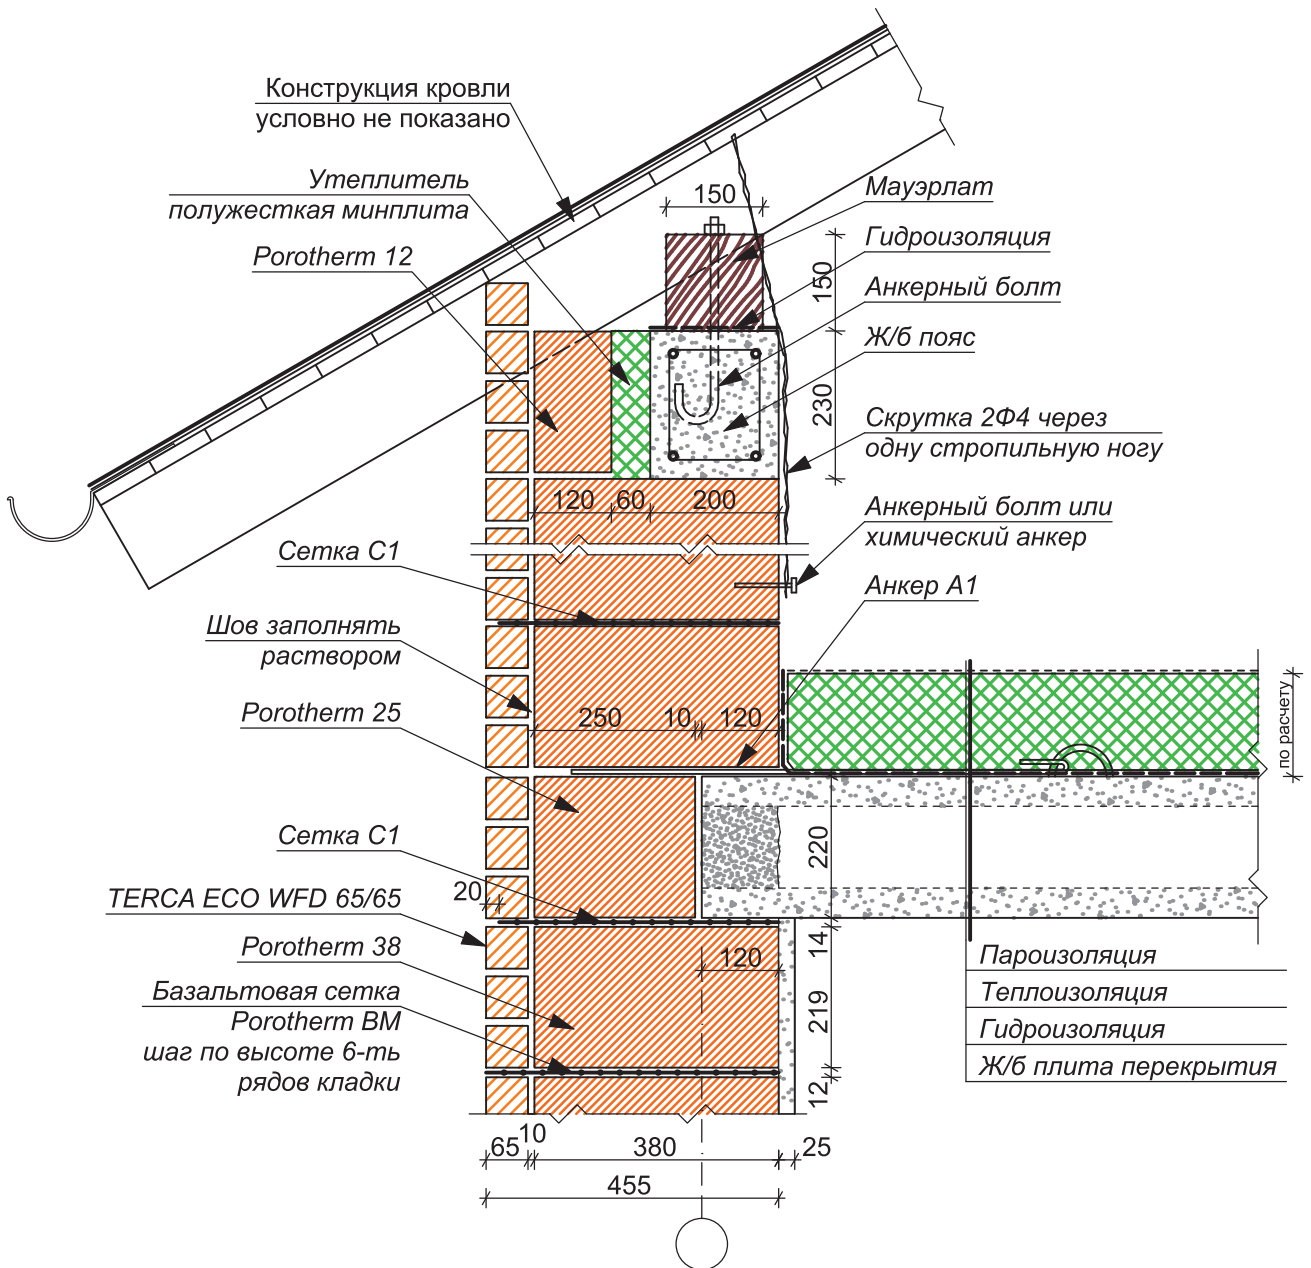 Конструкция кровли
условно не показано
Утеплитель
полужесткая минплита
Porotherm 12
150
Мауэрлат
Гидроизоляция
150
Анкерный болт
Ж/б пояс
230
Скрутка 2Ф4 через
одну стропильную ногу
120 60 200
Анкерный болт или
химический анкер
Сетка С1
Анкер А1
Шов заполнять
раствором
Porotherm 25
250 10 120
по расчету
Сетка С1
220
20
TERCA ECO WFD 65/65
14
Porotherm 38
120
Пароизоляция
Теплоизоляция
Гидроизоляция
Ж/б плита перекрытия
Базальтовая сетка
Porotherm BM
шаг по высоте 6-ть
рядов кладки
219
12
10
65 380 25
455